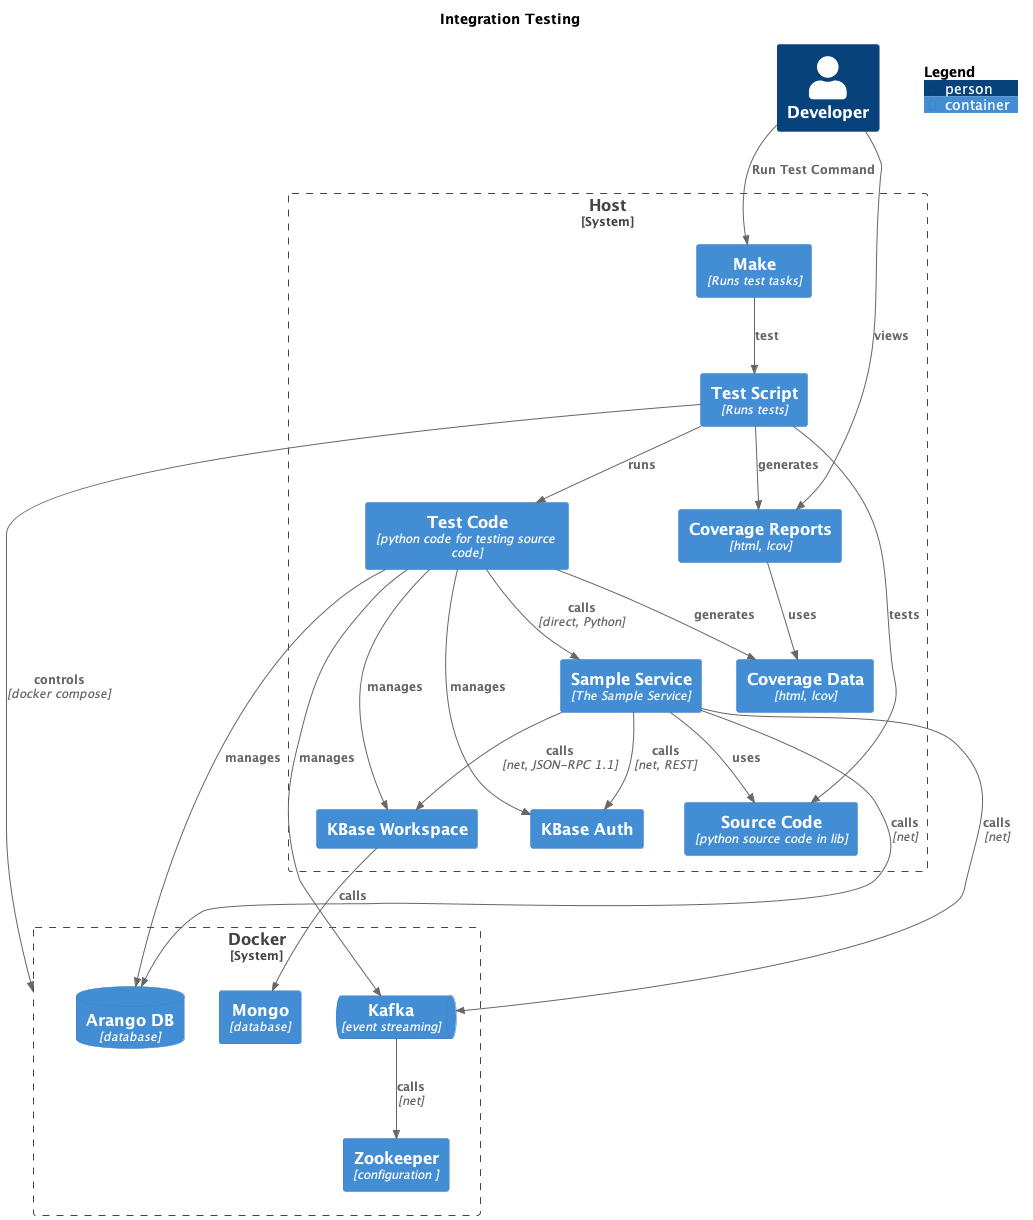 Integration Testing
Developer
Legend
person
container
Run Test Command
Host
[System]
Make
[Runs test tasks]
test
views
Test Script
[Runs tests]
runs
generates
Test Code
[python code for testing source
code]
Coverage Reports
[html, lcov]
calls
[direct, Python]
generates
uses
tests
controls
[docker compose]
manages
manages
Sample Service
[The Sample Service]
Coverage Data
[html, lcov]
manages
manages
calls
[net, JSON-RPC 1.1]
calls
[net, REST]
uses
KBase Workspace
KBase Auth
Source Code
[python source code in lib]
calls
[net]
calls
[net]
calls
Docker
[System]
Arango DB
[database]
Mongo
[database]
Kafka
[event streaming]
calls
[net]
Zookeeper
[configuration ]